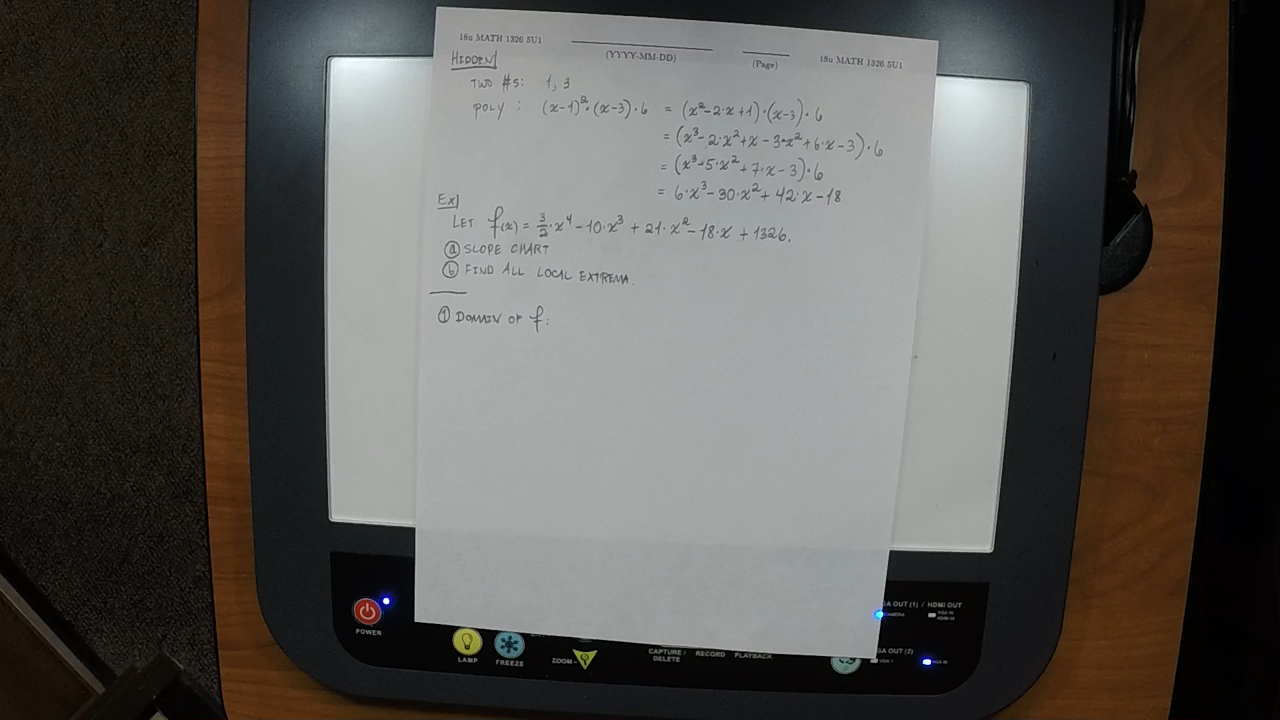 18u MATH 1326 5U1
(YYYY-MM-DD)
(Page)
18u MATH 1326 5U1
HIDDEN
TWO #S: 1, 3
POLY : (x-1)²·(x-3)·6 = (x²-2·x+1)·(x-3)·6
= (x³-2·x²+x-3·x²+6·x-3)·6
= (x³-5·x²+7·x-3)·6
= 6·x³-30·x²+42·x-18
EX
LET f(x) = 3/2·x⁴-10·x³+21·x²-18·x+1326.
ⓐ SLOPE CHART
ⓑ FIND ALL LOCAL EXTREMA.
① DOMAIN OF f:
POWER
LAMP
FREEZE
ZOOM
CAPTURE / DELETE
RECORD
PLAYBACK
GA OUT (1) / HDMI OUT
GA OUT (2)